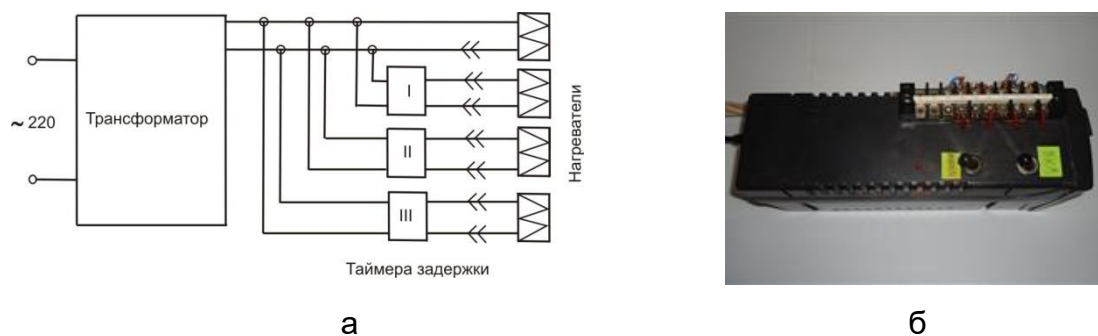 Трансформатор
~ 220
I
II
III
Нагреватели
Таймера задержки
а
б